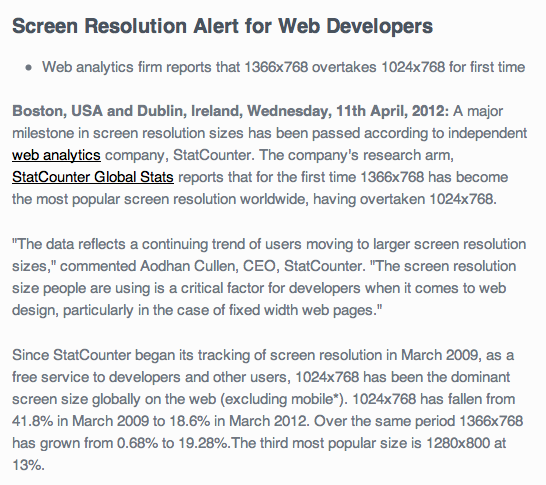 Screen Resolution Alert for Web Developers
• Web analytics firm reports that 1366x768 overtakes 1024x768 for first time
Boston, USA and Dublin, Ireland, Wednesday, 11th April, 2012: A major
milestone in screen resolution sizes has been passed according to independent
web analytics company, StatCounter. The company's research arm,
StatCounter Global Stats reports that for the first time 1366x768 has become
the most popular screen resolution worldwide, having overtaken 1024x768.
"The data reflects a continuing trend of users moving to larger screen resolution
sizes," commented Aodhan Cullen, CEO, StatCounter. "The screen resolution
size people are using is a critical factor for developers when it comes to web
design, particularly in the case of fixed width web pages."
Since StatCounter began its tracking of screen resolution in March 2009, as a
free service to developers and other users, 1024x768 has been the dominant
screen size globally on the web (excluding mobile*). 1024x768 has fallen from
41.8% in March 2009 to 18.6% in March 2012. Over the same period 1366x768
has grown from 0.68% to 19.28%.The third most popular size is 1280x800 at
13%.